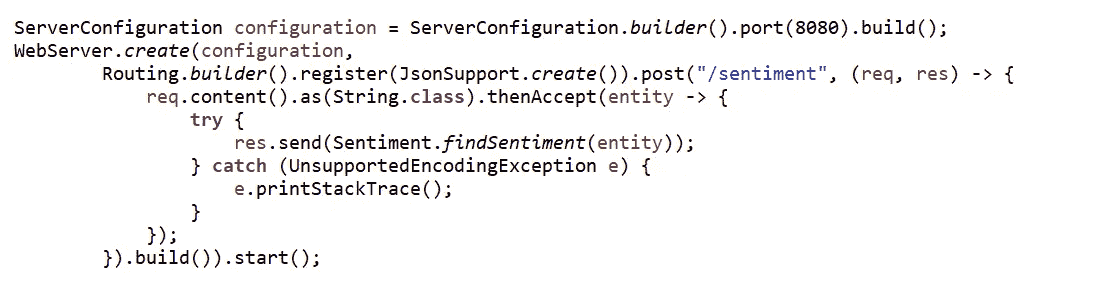 ServerConfiguration configuration = ServerConfiguration.builder().port(8080).build();
WebServer.create(configuration,
        Routing.builder().register(JsonSupport.create()).post("/sentiment", (req, res) -> {
            req.content().as(String.class).thenAccept(entity -> {
                try {
                    res.send(Sentiment.findSentiment(entity));
                } catch (UnsupportedEncodingException e) {
                    e.printStackTrace();
                }
            });
        }).build()).start();